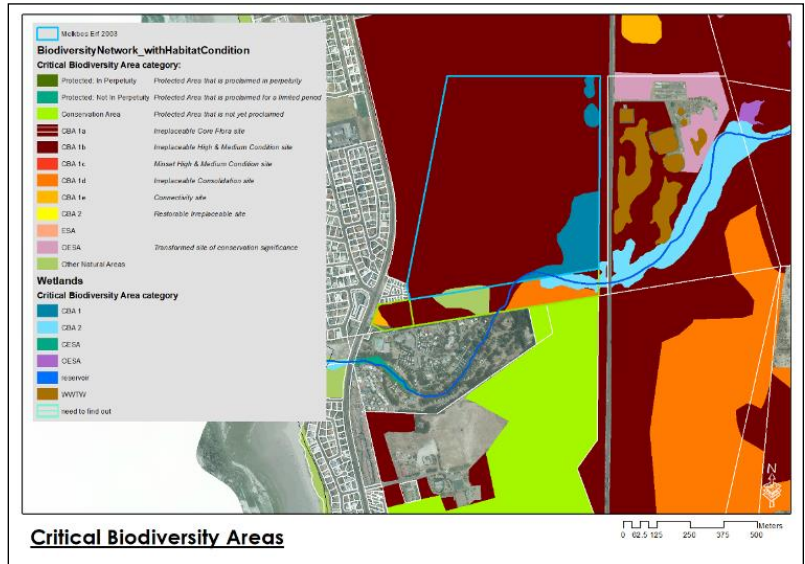 Melkbos Erf 2003
BiodiversityNetwork_withHabitatCondition
Critical Biodiversity Area category:
Protected: In Perpetuity Protected Area that is proclaimed in perpetuity
Protected: Not In Perpetuity Protected Area that is proclaimed for a limited period
Conservation Area Protected Area that is not yet proclaimed
CBA 1a Irreplaceable Core Flora site
CBA 1b Irreplaceable High & Medium Condition site
CBA 1c Minset High & Medium Condition site
CBA 1d Irreplaceable Consolidation site
CBA 1e Connectivity site
CBA 2 Restorable Irreplaceable site
ESA
OESA Transformed site of conservation significance
Other Natural Areas
Wetlands
Critical Biodiversity Area category
CBA 1
CBA 2
CESA
OESA
reservoir
WWTW
need to find out
N
Critical Biodiversity Areas
Meters
0 62.5 125 250 375 500